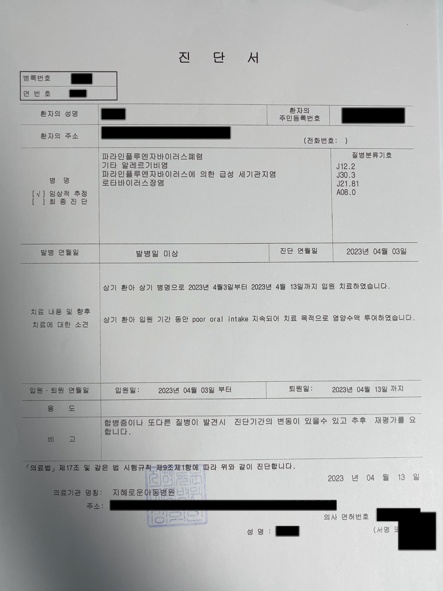 진 단 서
병록번호
연 번 호
환자의 성명
환자의 주민등록번호
환자의 주소
(전화번호: )
병 명
[√] 임상적 추정
[ ] 최 종 진 단
질병분류기호
파라인플루엔자바이러스폐렴 J12.2
기타 알레르기비염 J30.3
파라인플루엔자바이러스에 의한 급성 세기관지염 J21.81
로타바이러스장염 A08.0
발병 연월일 발병일 미상 진단 연월일 2023년 04월 03일
치료 내용 및 향후
치료에 대한 소견
상기 환아 상기 병명으로 2023년 4월3일부터 2023년 4월 13일까지 입원 치료하였습니다.
상기 환아 입원 기간 동안 poor oral intake 지속되어 치료 목적으로 영양수액 투여하였습니다.
입원·퇴원 연월일 입원일: 2023년 04월 03일 부터 퇴원일: 2023년 04월 13일 까지
용 도
비 고
합병증이나 또다른 질병이 발견시 진단기간의 변동이 있을수 있고 추후 재평가를 요
합니다.
「의료법」 제17조 및 같은 법 시행규칙 제9조제1항에 따라 위와 같이 진단합니다.
2023 년 04 월 13 일
의료기관 명칭: 지혜로운아동병원
주소:
의사 면허번호
성 명 : (서명